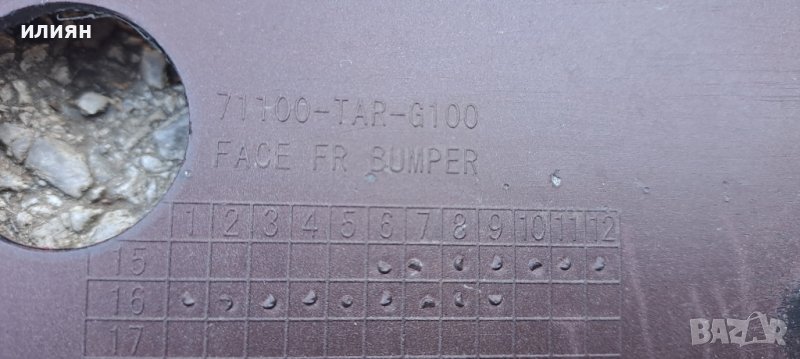 илиян
71100-TAR-G100
FACE FR BUMPER
1 2 3 4 5 6 7 8 9 10 11 12
15
16
17
BAZAR